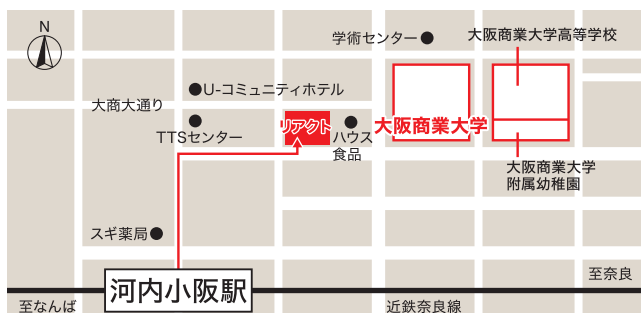 N
学術センター
大阪商業大学高等学校
U-コミュニティホテル
大商大通り
リアクト
大阪商業大学
TTSセンター
ハウス
食品
大阪商業大学
附属幼稚園
スギ薬局
至奈良
河内小阪駅
至なんば
近鉄奈良線